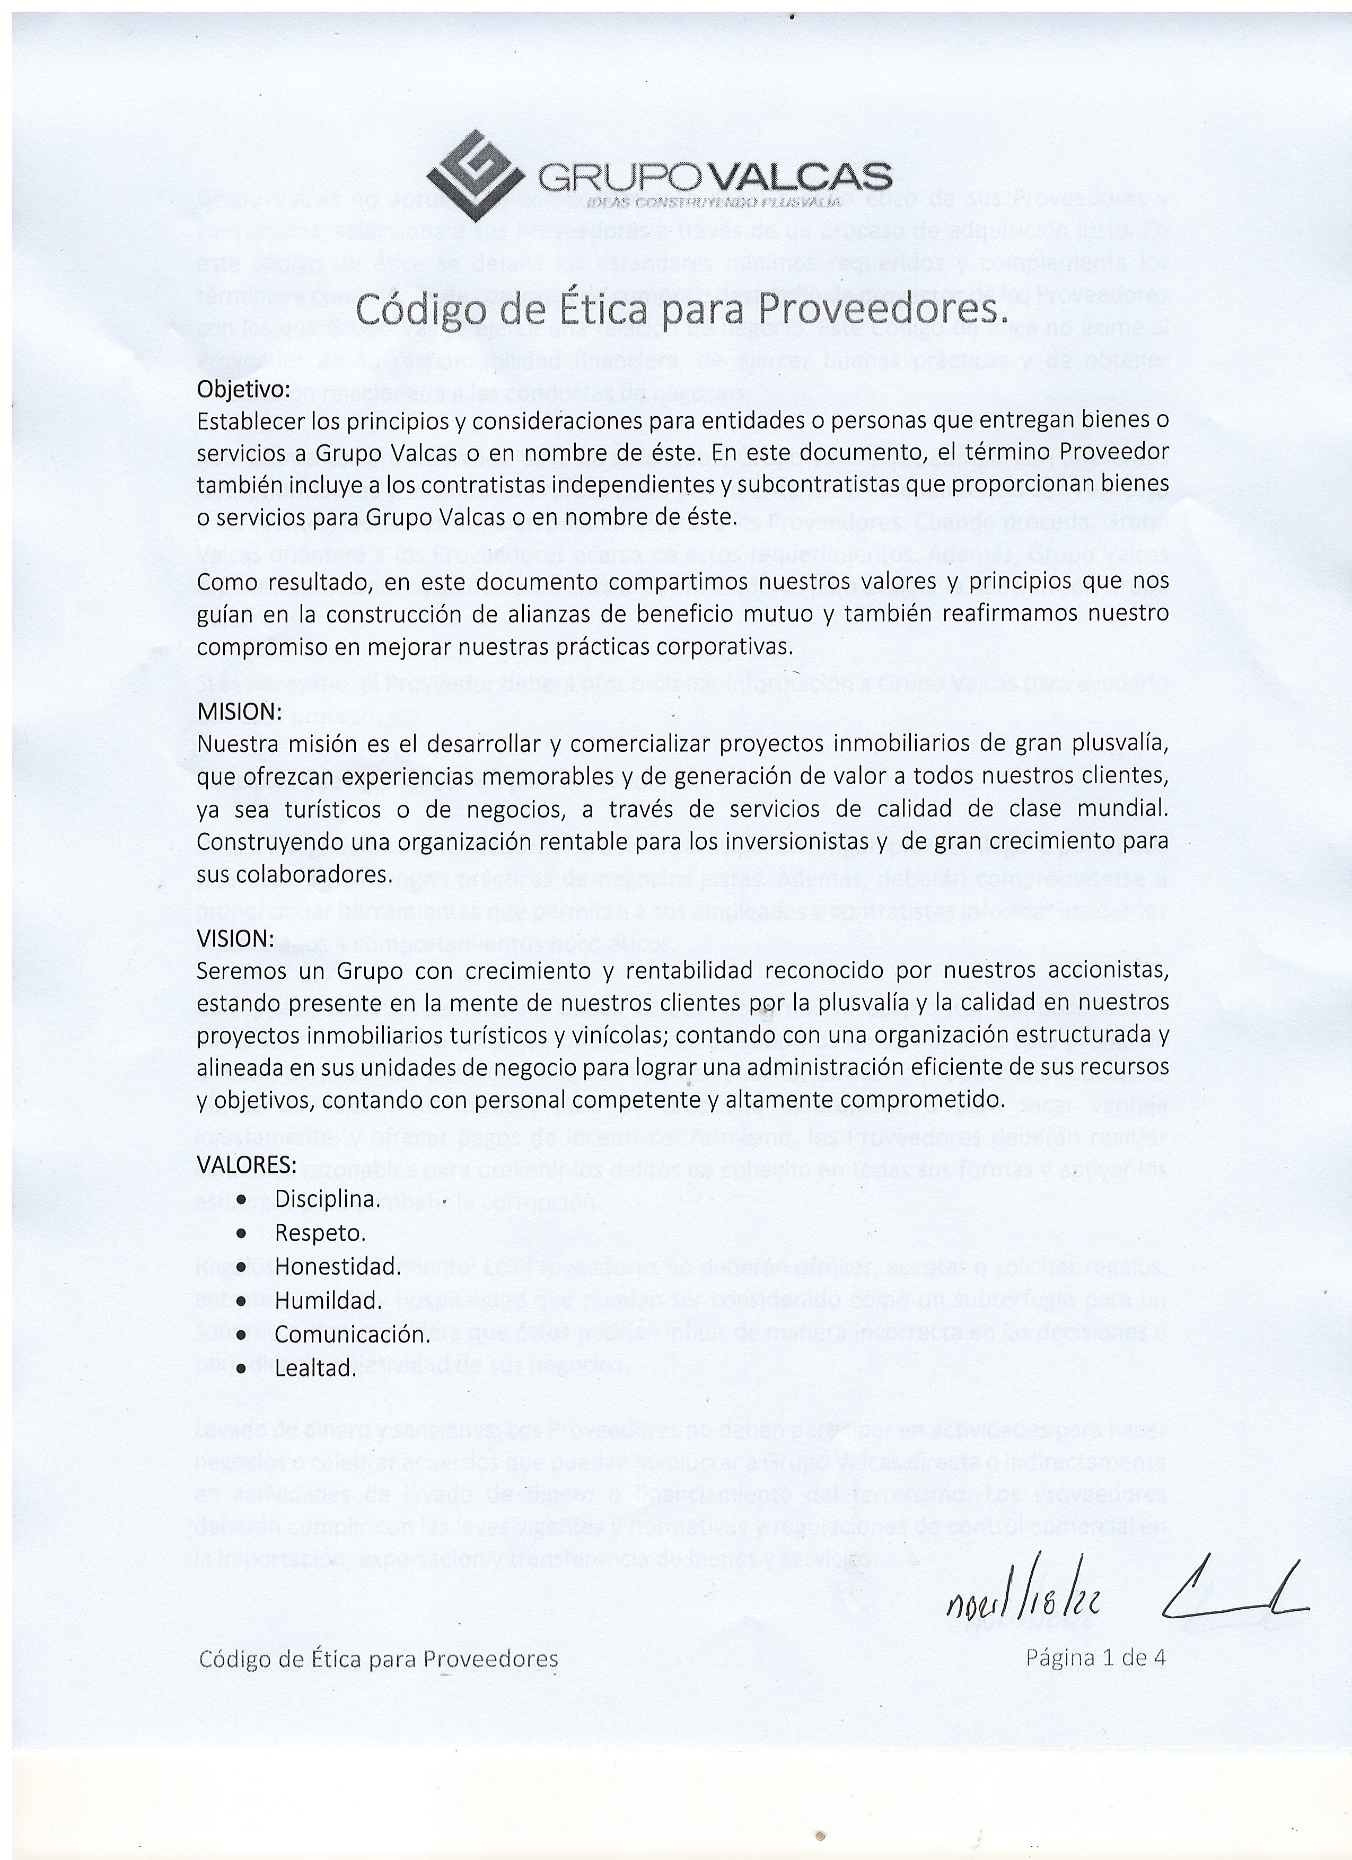 GRUPO VALCAS
IDEAS CONSTRUYENDO PLUSVALIA
Código de Ética para Proveedores.
Objetivo:
Establecer los principios y consideraciones para entidades o personas que entregan bienes o
servicios a Grupo Valcas o en nombre de éste. En este documento, el término Proveedor
también incluye a los contratistas independientes y subcontratistas que proporcionan bienes
o servicios para Grupo Valcas o en nombre de éste.
Como resultado, en este documento compartimos nuestros valores y principios que nos
guían en la construcción de alianzas de beneficio mutuo y también reafirmamos nuestro
compromiso en mejorar nuestras prácticas corporativas.
MISION:
Nuestra misión es el desarrollar y comercializar proyectos inmobiliarios de gran plusvalía,
que ofrezcan experiencias memorables y de generación de valor a todos nuestros clientes,
ya sea turísticos o de negocios, a través de servicios de calidad de clase mundial.
Construyendo una organización rentable para los inversionistas y de gran crecimiento para
sus colaboradores.
VISION:
Seremos un Grupo con crecimiento y rentabilidad reconocido por nuestros accionistas,
estando presente en la mente de nuestros clientes por la plusvalía y la calidad en nuestros
proyectos inmobiliarios turísticos y vinícolas; contando con una organización estructurada y
alineada en sus unidades de negocio para lograr una administración eficiente de sus recursos
y objetivos, contando con personal competente y altamente comprometido.
VALORES:
• Disciplina.
• Respeto.
• Honestidad.
• Humildad.
• Comunicación.
• Lealtad.
/18/22
Código de Ética para Proveedores
Página 1 de 4